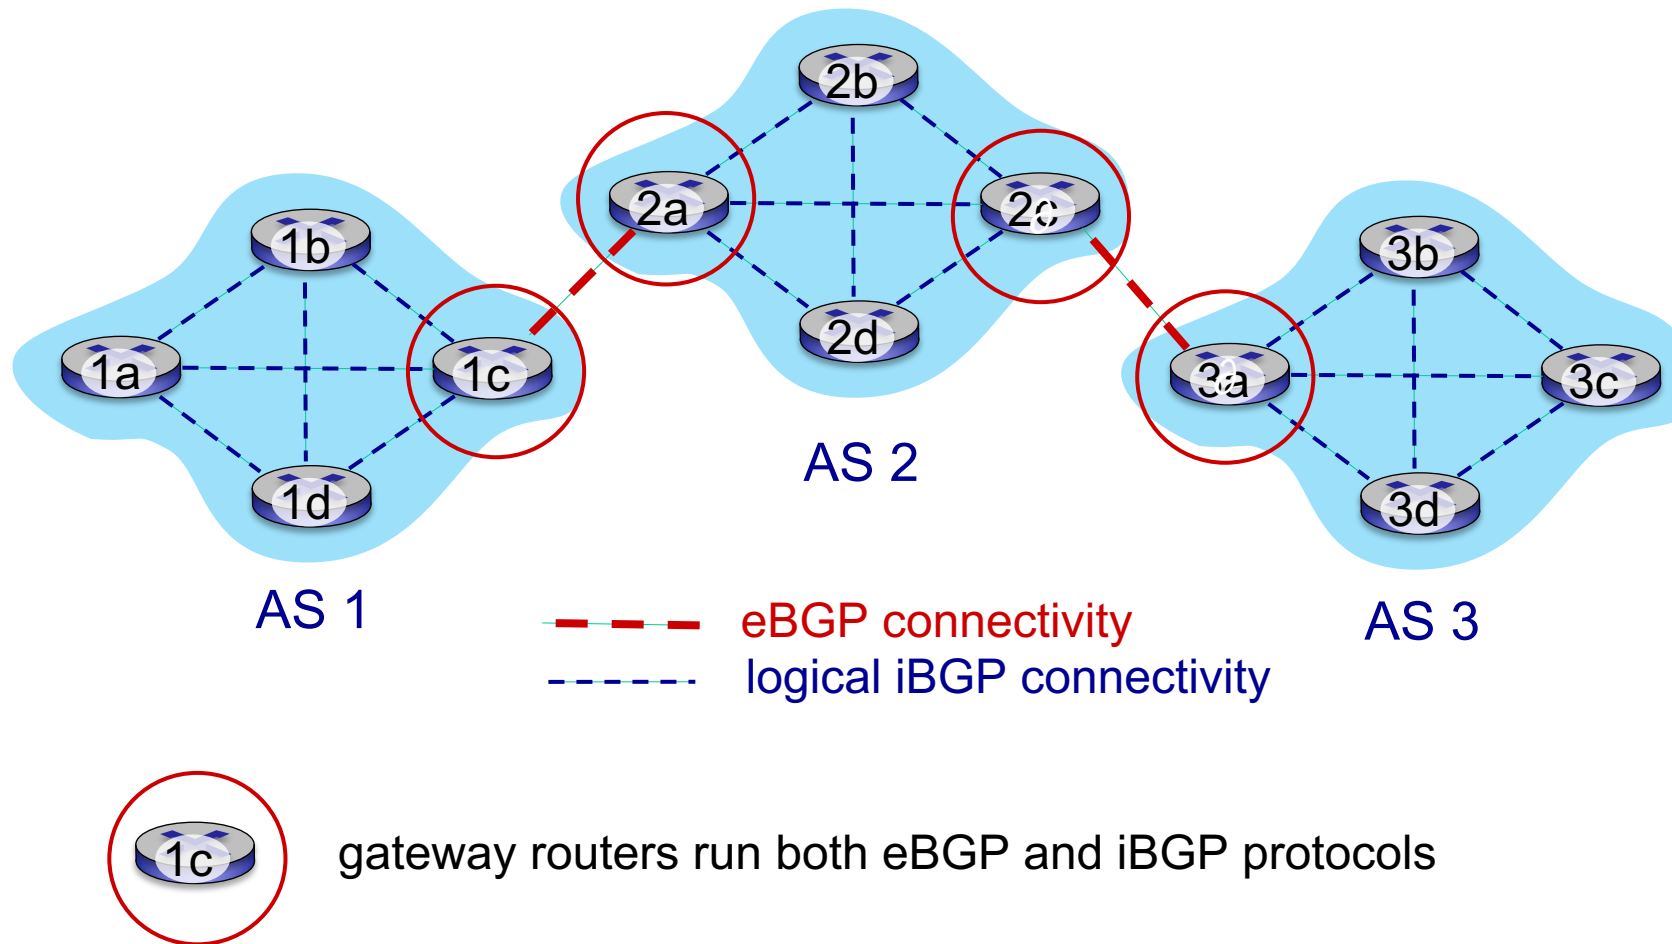 2b
2a
2c
1b
3b
2d
1a
1c
3a
3c
AS 2
1d
3d
AS 1
eBGP connectivity
AS 3
logical iBGP connectivity
1c
gateway routers run both eBGP and iBGP protocols